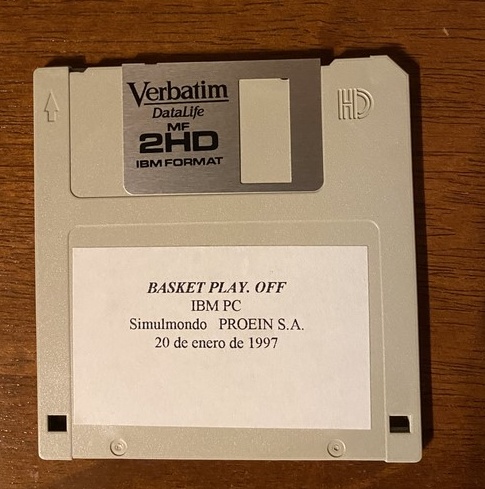 Verbatim
DataLife
MF
2HD
IBM FORMAT
HD
BASKET PLAY. OFF
IBM PC
Simulmondo PROEIN S.A.
20 de enero de 1997